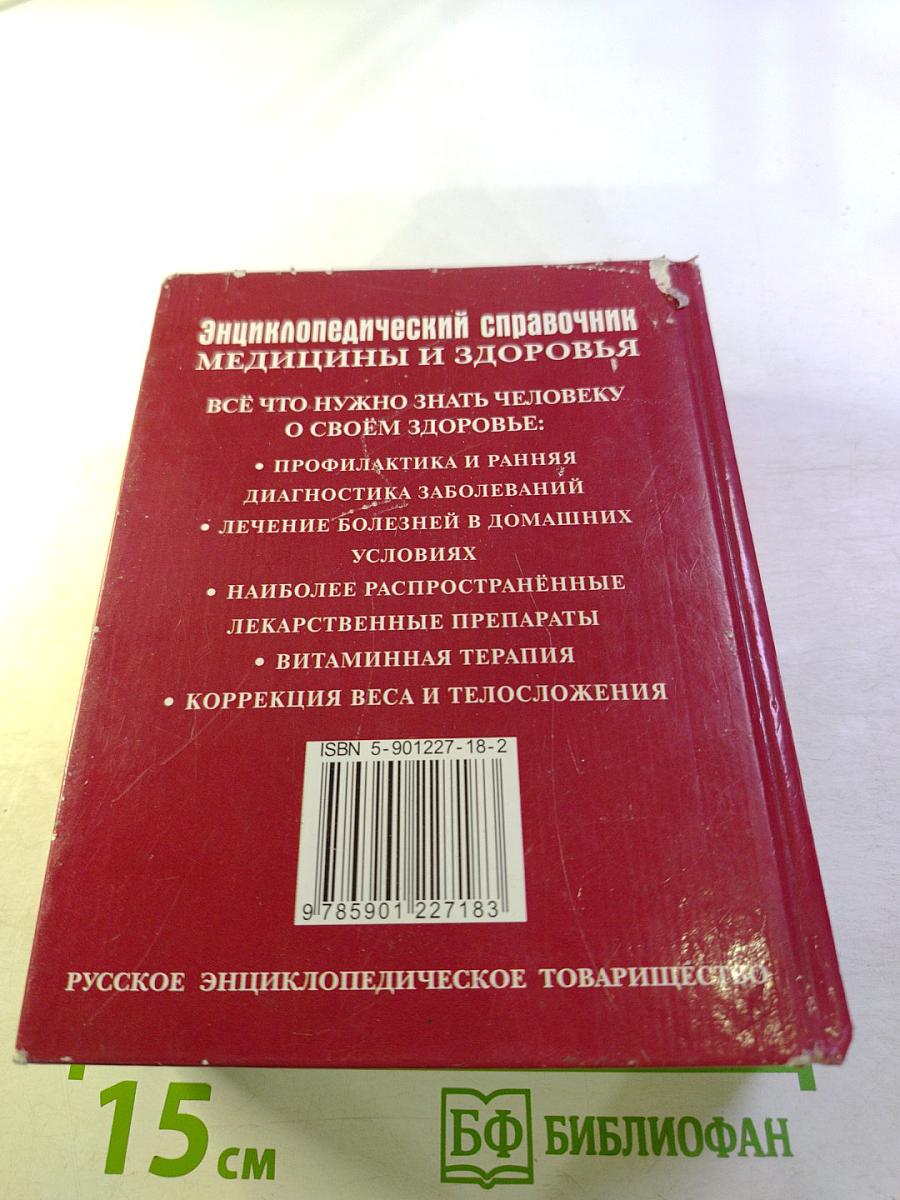 Энциклопедический справочник
МЕДИЦИНЫ И ЗДОРОВЬЯ
ВСЁ ЧТО НУЖНО ЗНАТЬ ЧЕЛОВЕКУ
О СВОЁМ ЗДОРОВЬЕ:
• ПРОФИЛАКТИКА И РАННЯЯ
ДИАГНОСТИКА ЗАБОЛЕВАНИЙ
• ЛЕЧЕНИЕ БОЛЕЗНЕЙ В ДОМАШНИХ
УСЛОВИЯХ
• НАИБОЛЕЕ РАСПРОСТРАНЁННЫЕ
ЛЕКАРСТВЕННЫЕ ПРЕПАРАТЫ
• ВИТАМИННАЯ ТЕРАПИЯ
• КОРРЕКЦИЯ ВЕСА И ТЕЛОСЛОЖЕНИЯ
ISBN 5-901227-18-2
9 785901 227183
РУССКОЕ ЭНЦИКЛОПЕДИЧЕСКОЕ ТОВАРИЩЕСТВО
15 см
БФ БИБЛИОФАН